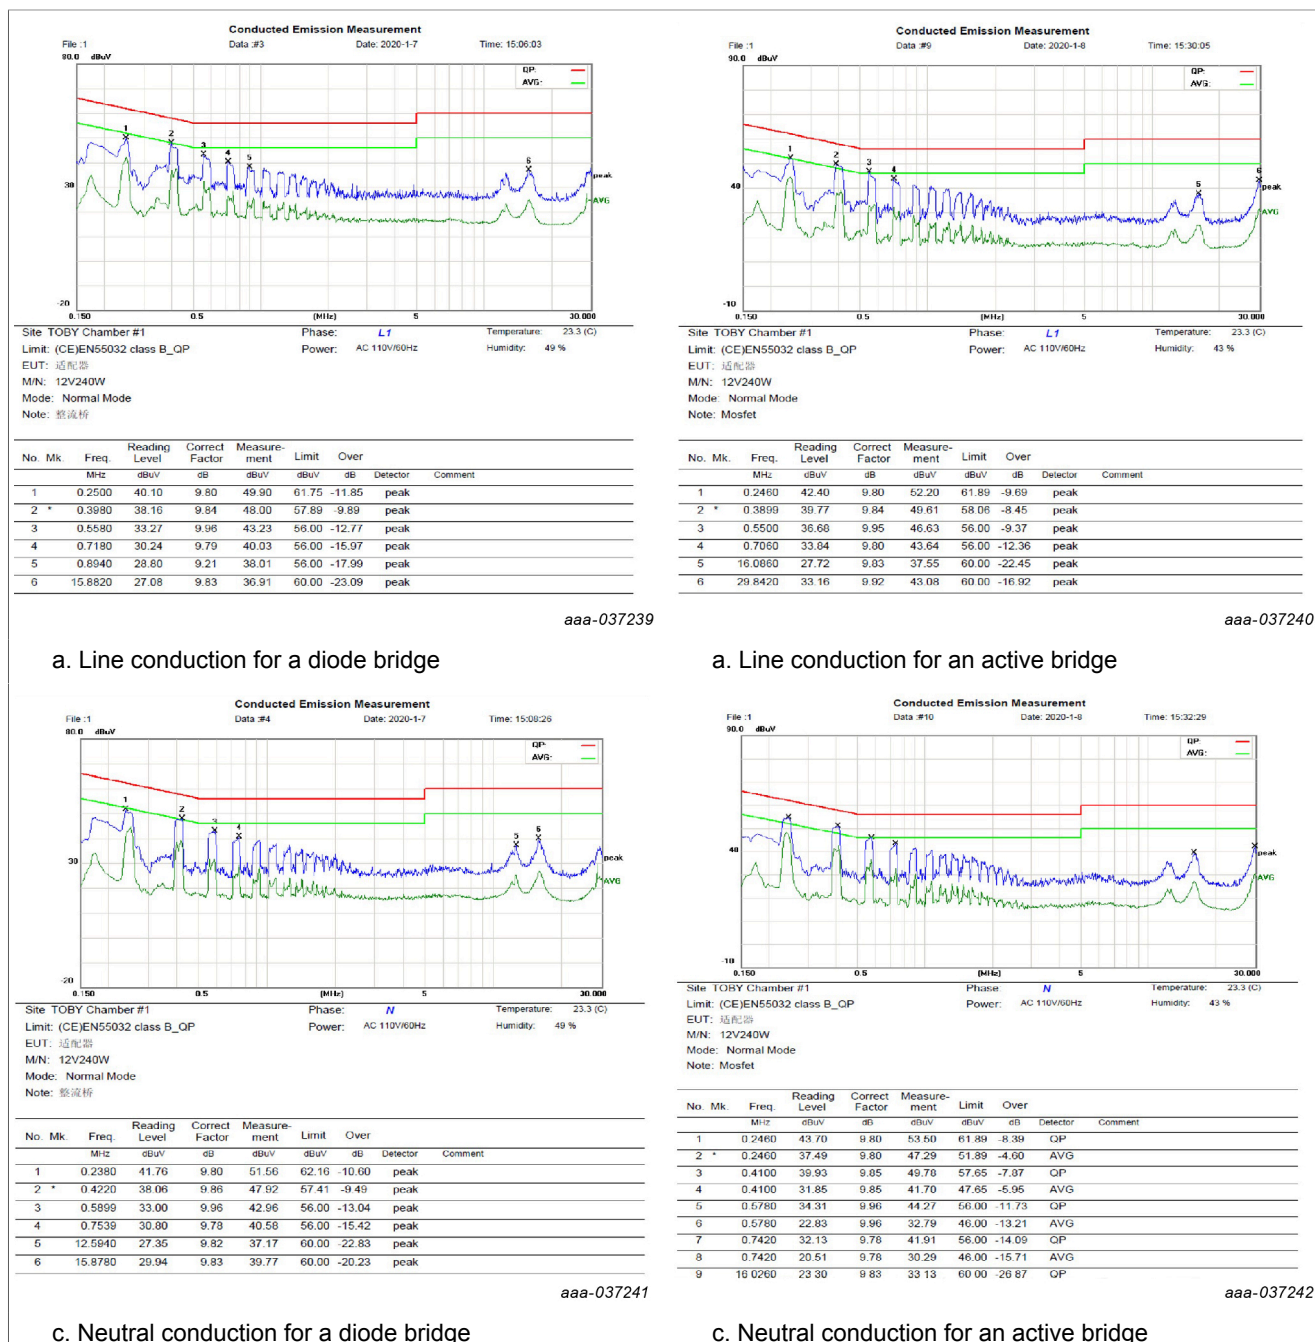 Conducted Emission Measurement
File :1 Data :#3 Date: 2020-1-7 Time: 15:06:03
80.0 dBuV
QP:
AVG:
1 2 3 4 5 6
30
peak
AVG
-20
0.150 0.5 (MHz) 5 30.000
Site TOBY Chamber #1 Phase: L1 Temperature: 23.3 (C)
Limit: (CE)EN55032 class B_QP Power: AC 110V/60Hz Humidity: 49 %
EUT: 适配器
M/N: 12V240W
Mode: Normal Mode
Note: 整流桥
No. Mk. Freq. Reading Level Correct Factor Measure-ment Limit Over
MHz dBuV dB dBuV dBuV dB Detector Comment
1 0.2500 40.10 9.80 49.90 61.75 -11.85 peak
2 * 0.3980 38.16 9.84 48.00 57.89 -9.89 peak
3 0.5580 33.27 9.96 43.23 56.00 -12.77 peak
4 0.7180 30.24 9.79 40.03 56.00 -15.97 peak
5 0.8940 28.80 9.21 38.01 56.00 -17.99 peak
6 15.8820 27.08 9.83 36.91 60.00 -23.09 peak
aaa-037239
a. Line conduction for a diode bridge
Conducted Emission Measurement
File :1 Data :#9 Date: 2020-1-8 Time: 15:30:05
90.0 dBuV
QP:
AVG:
1 2 3 4 5 6
40
peak
AVG
-10
0.150 0.5 (MHz) 5 30.000
Site TOBY Chamber #1 Phase: L1 Temperature: 23.3 (C)
Limit: (CE)EN55032 class B_QP Power: AC 110V/60Hz Humidity: 43 %
EUT: 适配器
M/N: 12V240W
Mode: Normal Mode
Note: Mosfet
No. Mk. Freq. Reading Level Correct Factor Measure-ment Limit Over
MHz dBuV dB dBuV dBuV dB Detector Comment
1 0.2460 42.40 9.80 52.20 61.89 -9.69 peak
2 * 0.3899 39.77 9.84 49.61 58.06 -8.45 peak
3 0.5500 36.68 9.95 46.63 56.00 -9.37 peak
4 0.7060 33.84 9.80 43.64 56.00 -12.36 peak
5 16.0860 27.72 9.83 37.55 60.00 -22.45 peak
6 29.8420 33.16 9.92 43.08 60.00 -16.92 peak
aaa-037240
a. Line conduction for an active bridge
Conducted Emission Measurement
File :1 Data :#4 Date: 2020-1-7 Time: 15:08:26
80.0 dBuV
QP:
AVG:
1 2 3 4 5 6
30
peak
AVG
-20
0.150 0.5 (MHz) 5 30.000
Site TOBY Chamber #1 Phase: N Temperature: 23.3 (C)
Limit: (CE)EN55032 class B_QP Power: AC 110V/60Hz Humidity: 49 %
EUT: 适配器
M/N: 12V240W
Mode: Normal Mode
Note: 整流桥
No. Mk. Freq. Reading Level Correct Factor Measure-ment Limit Over
MHz dBuV dB dBuV dBuV dB Detector Comment
1 0.2380 41.76 9.80 51.56 62.16 -10.60 peak
2 * 0.4220 38.06 9.86 47.92 57.41 -9.49 peak
3 0.5899 33.00 9.96 42.96 56.00 -13.04 peak
4 0.7539 30.80 9.78 40.58 56.00 -15.42 peak
5 12.5940 27.35 9.82 37.17 60.00 -22.83 peak
6 15.8780 29.94 9.83 39.77 60.00 -20.23 peak
aaa-037241
c. Neutral conduction for a diode bridge
Conducted Emission Measurement
File :1 Data :#10 Date: 2020-1-8 Time: 15:32:29
90.0 dBuV
QP:
AVG:
40
peak
AVG
-10
0.150 0.5 (MHz) 5 30.000
Site TOBY Chamber #1 Phase: N Temperature: 23.3 (C)
Limit: (CE)EN55032 class B_QP Power: AC 110V/60Hz Humidity: 43 %
EUT: 适配器
M/N: 12V240W
Mode: Normal Mode
Note: Mosfet
No. Mk. Freq. Reading Level Correct Factor Measure-ment Limit Over
MHz dBuV dB dBuV dBuV dB Detector Comment
1 0.2460 43.70 9.80 53.50 61.89 -8.39 QP
2 * 0.2460 37.49 9.80 47.29 51.89 -4.60 AVG
3 0.4100 39.93 9.85 49.78 57.65 -7.87 QP
4 0.4100 31.85 9.85 41.70 47.65 -5.95 AVG
5 0.5780 34.31 9.96 44.27 56.00 -11.73 QP
6 0.5780 22.83 9.96 32.79 46.00 -13.21 AVG
7 0.7420 32.13 9.78 41.91 56.00 -14.09 QP
8 0.7420 20.51 9.78 30.29 46.00 -15.71 AVG
9 16.0260 23.30 9.83 33.13 60.00 -26.87 QP
aaa-037242
c. Neutral conduction for an active bridge